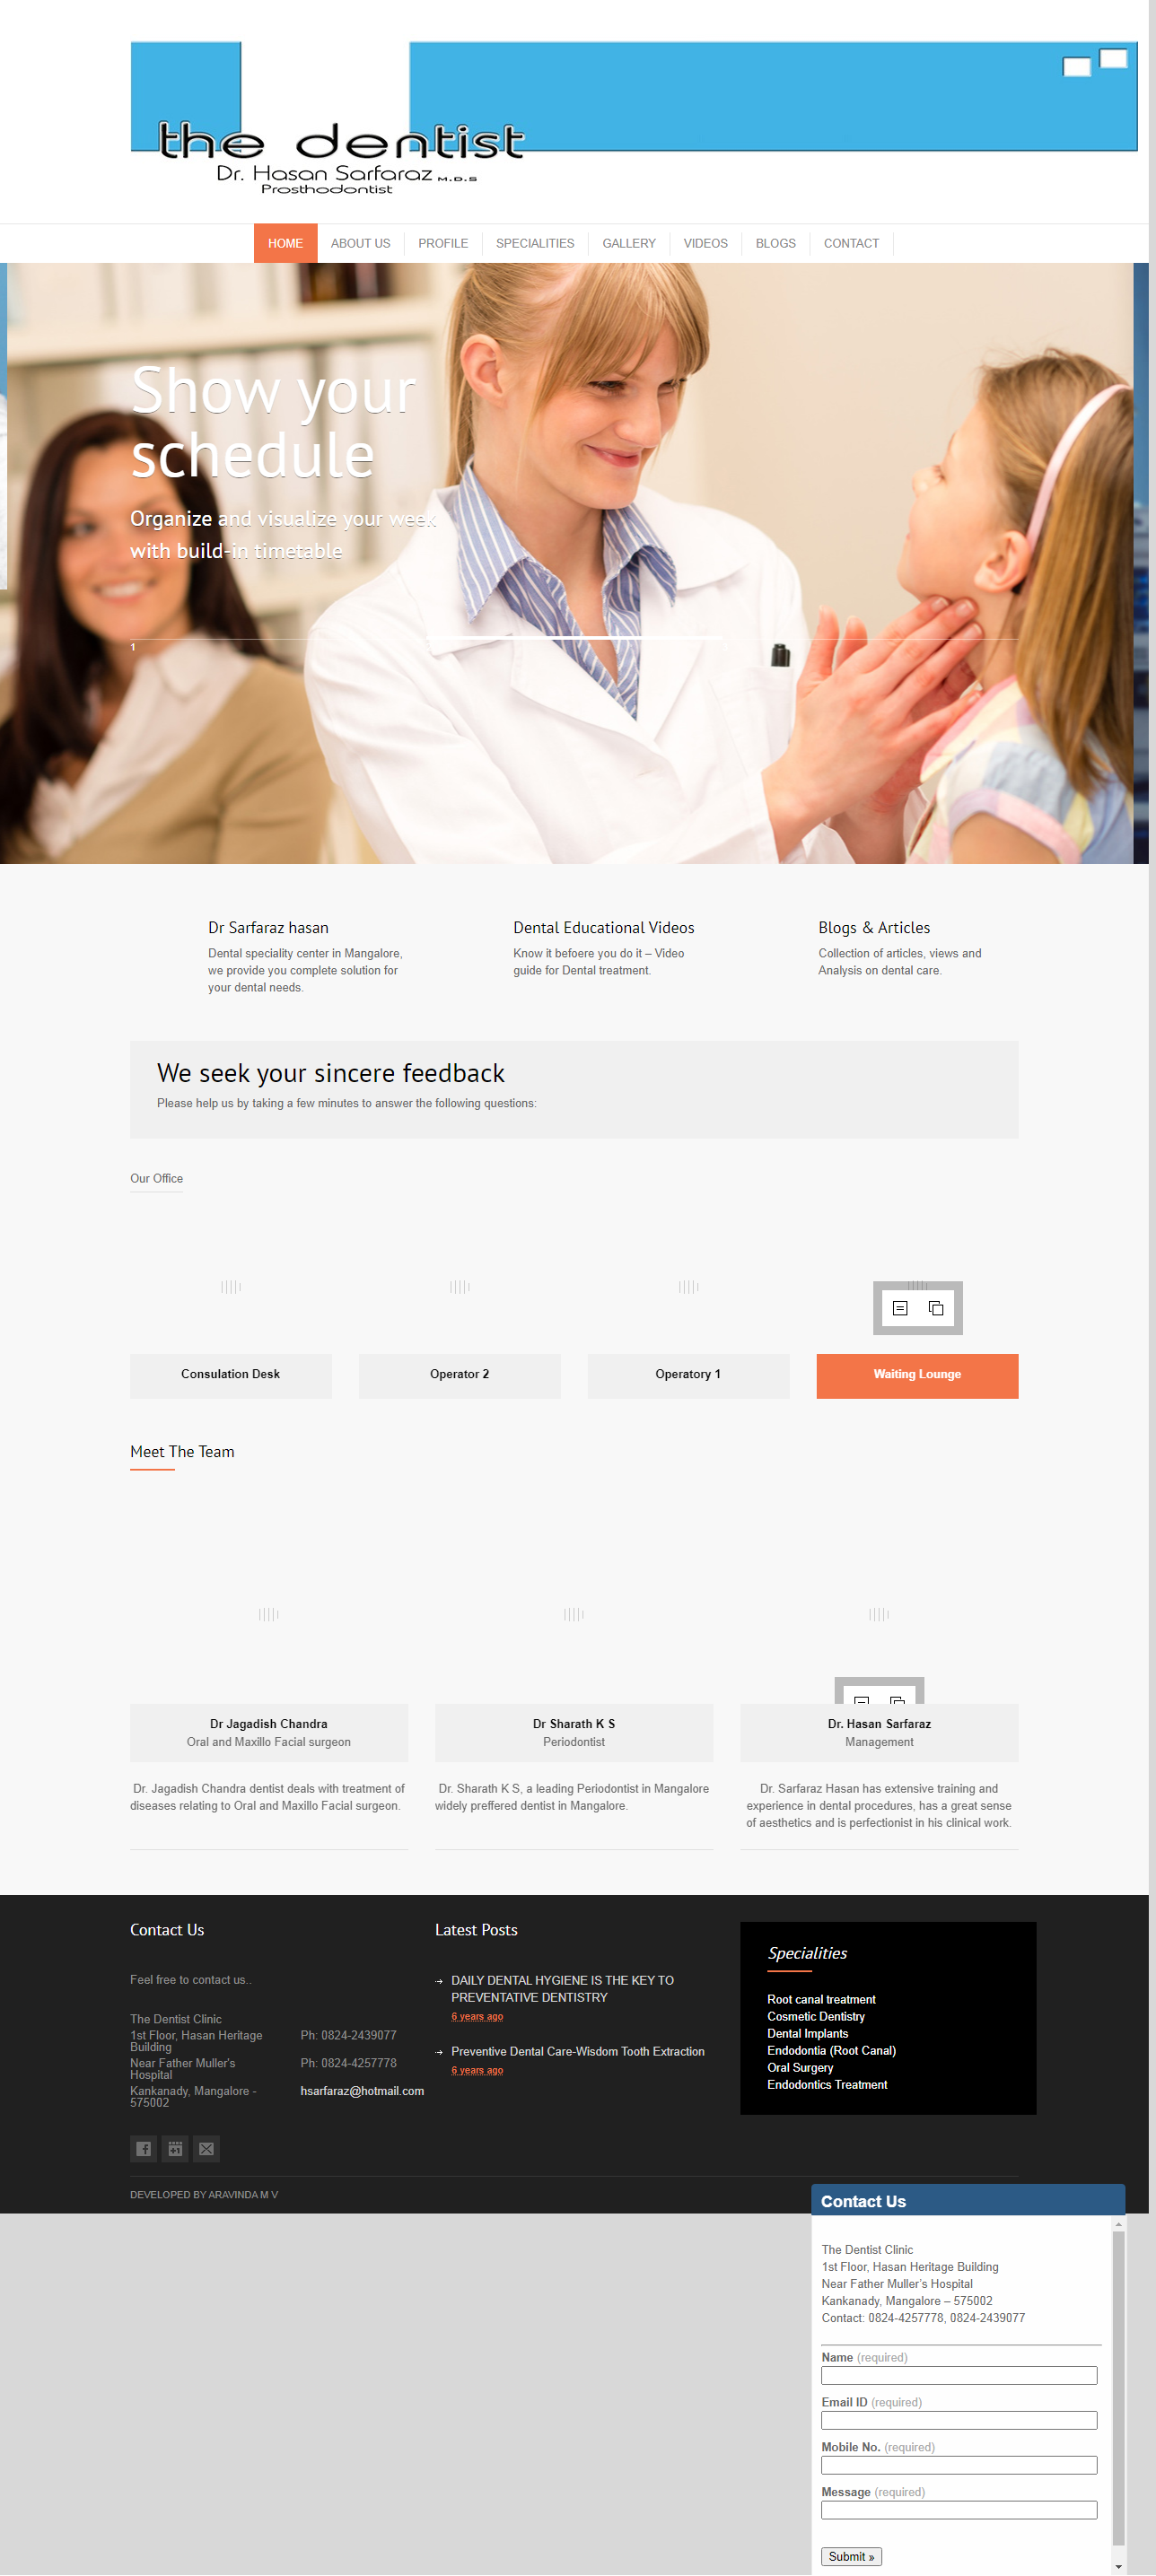 the dentist
Dr. Hasan Sarfaraz M.D.S
Prosthodontist
HOME ABOUT US PROFILE SPECIALITIES GALLERY VIDEOS BLOGS CONTACT
Show your
schedule
Organize and visualize your week
with build-in timetable
1
Dr Sarfaraz hasan
Dental speciality center in Mangalore,
we provide you complete solution for
your dental needs.
Dental Educational Videos
Know it befoere you do it – Video
guide for Dental treatment.
Blogs & Articles
Collection of articles, views and
Analysis on dental care.
We seek your sincere feedback
Please help us by taking a few minutes to answer the following questions:
Our Office
Consulation Desk
Operator 2
Operatory 1
Waiting Lounge
Meet The Team
Dr Jagadish Chandra
Oral and Maxillo Facial surgeon
Dr. Jagadish Chandra dentist deals with treatment of
diseases relating to Oral and Maxillo Facial surgeon.
Dr Sharath K S
Periodontist
Dr. Sharath K S, a leading Periodontist in Mangalore
widely preffered dentist in Mangalore.
Dr. Hasan Sarfaraz
Management
Dr. Sarfaraz Hasan has extensive training and
experience in dental procedures, has a great sense
of aesthetics and is perfectionist in his clinical work.
Contact Us
Feel free to contact us..
The Dentist Clinic
1st Floor, Hasan Heritage
Building
Near Father Muller's
Hospital
Kankanady, Mangalore -
575002
Ph: 0824-2439077
Ph: 0824-4257778
hsarfaraz@hotmail.com
Latest Posts
DAILY DENTAL HYGIENE IS THE KEY TO
PREVENTATIVE DENTISTRY
6 years ago
Preventive Dental Care-Wisdom Tooth Extraction
6 years ago
Specialities
Root canal treatment
Cosmetic Dentistry
Dental Implants
Endodontia (Root Canal)
Oral Surgery
Endodontics Treatment
DEVELOPED BY ARAVINDA M V
Contact Us
The Dentist Clinic
1st Floor, Hasan Heritage Building
Near Father Muller's Hospital
Kankanady, Mangalore – 575002
Contact: 0824-4257778, 0824-2439077
Name (required)
Email ID (required)
Mobile No. (required)
Message (required)
Submit »